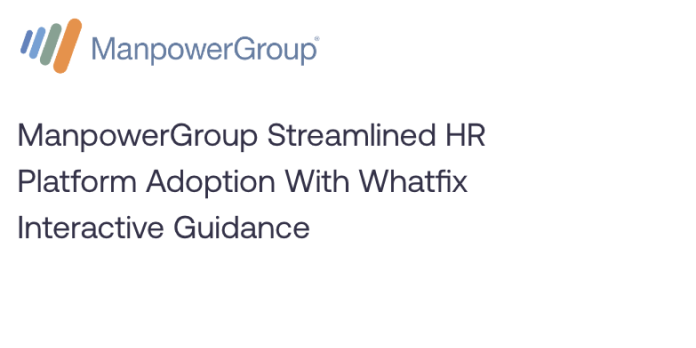 ManpowerGroup
ManpowerGroup Streamlined HR
Platform Adoption With Whatfix
Interactive Guidance